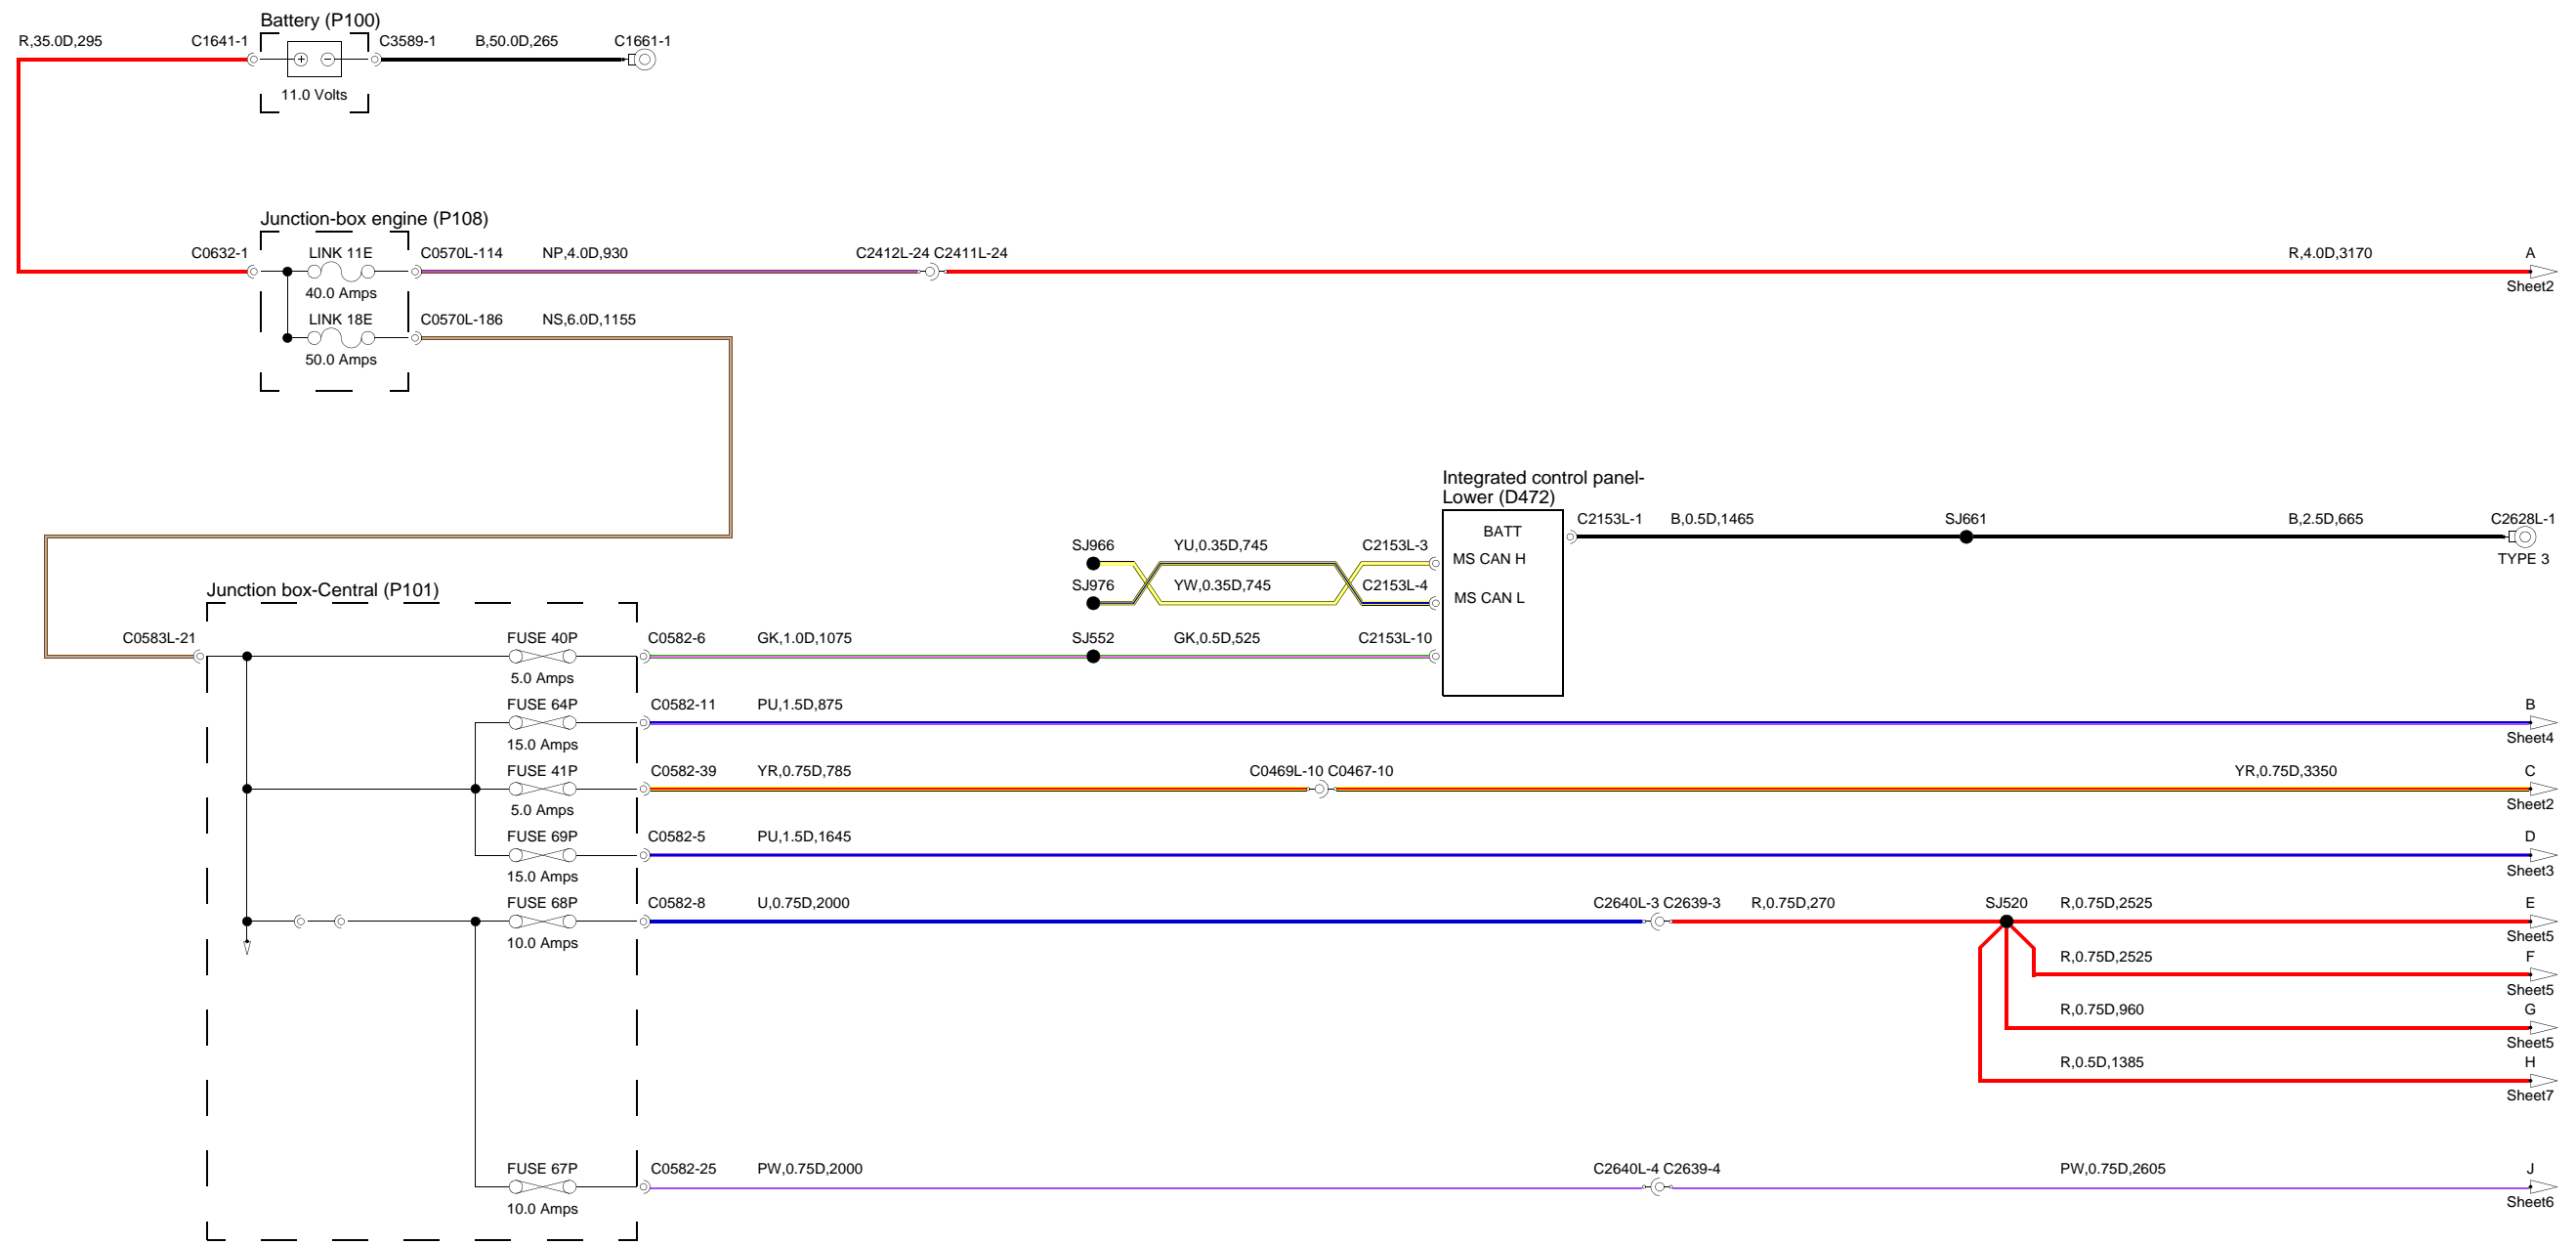 Battery (P100)
R,35.0D,295
C1641-1
C3589-1
B,50.0D,265
C1661-1
11.0 Volts
Junction-box engine (P108)
C0632-1
LINK 11E
C0570L-114
NP,4.0D,930
C2412L-24 C2411L-24
R,4.0D,3170
A
40.0 Amps
Sheet2
LINK 18E
C0570L-186
NS,6.0D,1155
50.0 Amps
Integrated control panel-
Lower (D472)
BATT
C2153L-1
B,0.5D,1465
SJ661
B,2.5D,665
C2628L-1
TYPE 3
SJ966
YU,0.35D,745
C2153L-3
MS CAN H
SJ976
YW,0.35D,745
C2153L-4
MS CAN L
Junction box-Central (P101)
C0583L-21
FUSE 40P
C0582-6
GK,1.0D,1075
SJ552
GK,0.5D,525
C2153L-10
5.0 Amps
FUSE 64P
C0582-11
PU,1.5D,875
B
15.0 Amps
Sheet4
FUSE 41P
C0582-39
YR,0.75D,785
C0469L-10 C0467-10
YR,0.75D,3350
C
5.0 Amps
Sheet2
FUSE 69P
C0582-5
PU,1.5D,1645
D
15.0 Amps
Sheet3
FUSE 68P
C0582-8
U,0.75D,2000
C2640L-3 C2639-3
R,0.75D,270
SJ520
R,0.75D,2525
E
10.0 Amps
Sheet5
R,0.75D,2525
F
Sheet5
R,0.75D,960
G
Sheet5
R,0.5D,1385
H
Sheet7
FUSE 67P
C0582-25
PW,0.75D,2000
C2640L-4 C2639-4
PW,0.75D,2605
J
10.0 Amps
Sheet6